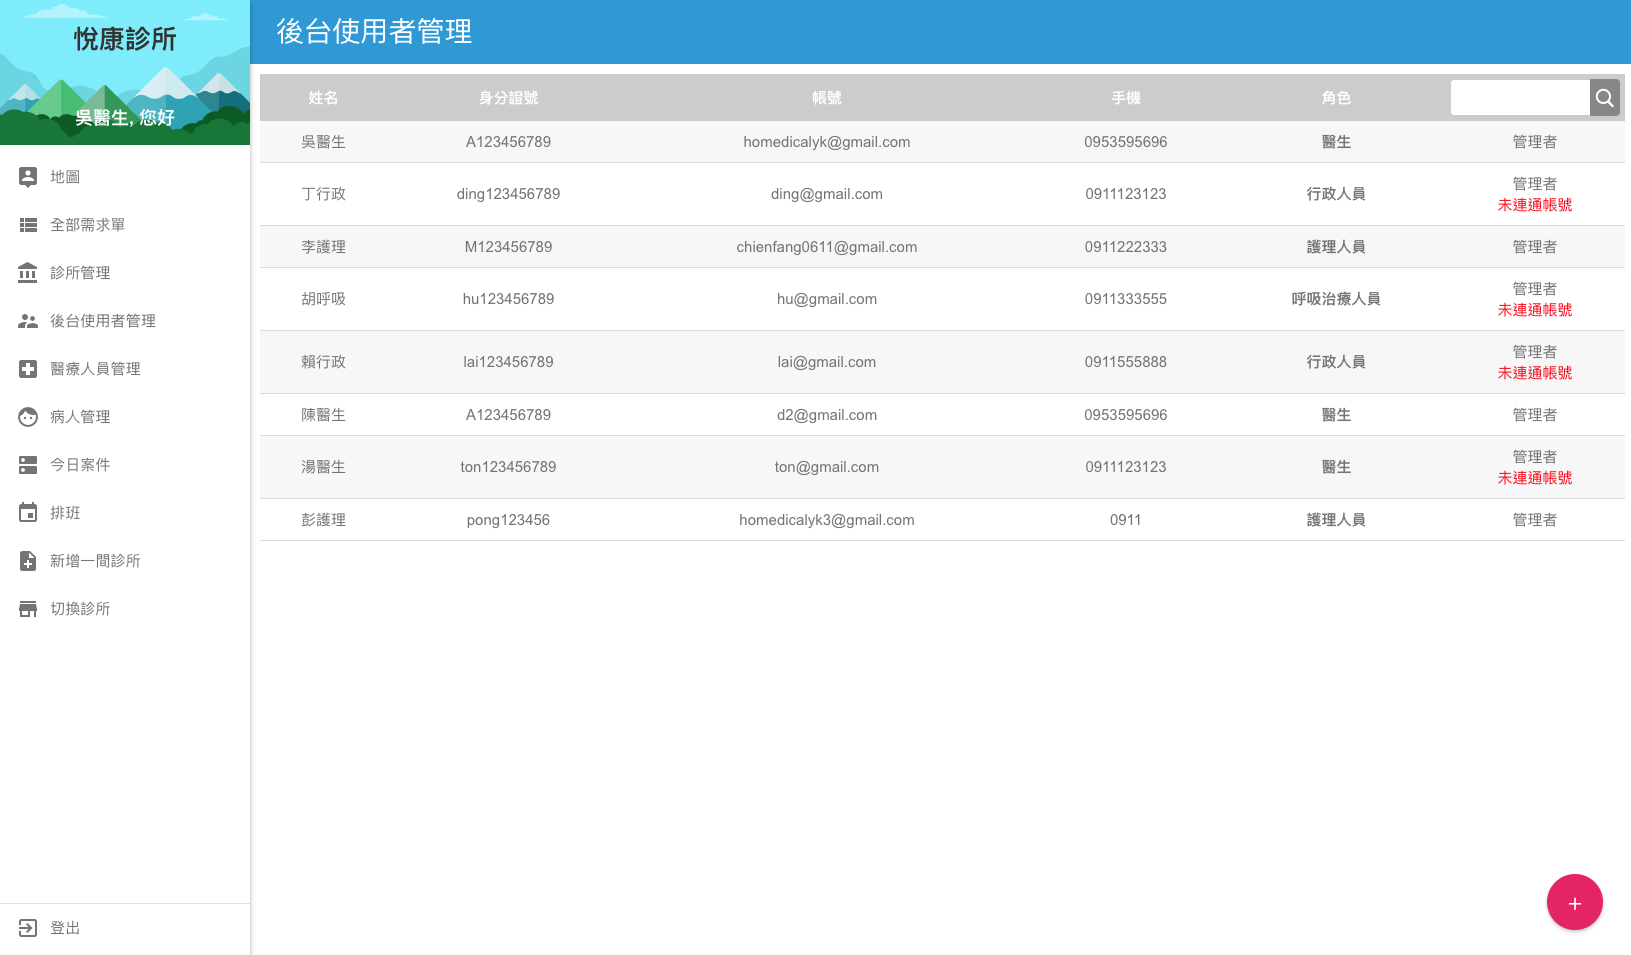 悅康診所
吳醫生, 您好
地圖
全部需求單
診所管理
後台使用者管理
醫療人員管理
病人管理
今日案件
排班
新增一間診所
切換診所
登出
後台使用者管理
姓名 身分證號 帳號 手機 角色
吳醫生 A123456789 homedicalyk@gmail.com 0953595696 醫生 管理者
丁行政 ding123456789 ding@gmail.com 0911123123 行政人員 管理者
未連通帳號
李護理 M123456789 chienfang0611@gmail.com 0911222333 護理人員 管理者
胡呼吸 hu123456789 hu@gmail.com 0911333555 呼吸治療人員 管理者
未連通帳號
賴行政 lai123456789 lai@gmail.com 0911555888 行政人員 管理者
未連通帳號
陳醫生 A123456789 d2@gmail.com 0953595696 醫生 管理者
湯醫生 ton123456789 ton@gmail.com 0911123123 醫生 管理者
未連通帳號
彭護理 pong123456 homedicalyk3@gmail.com 0911 護理人員 管理者
+